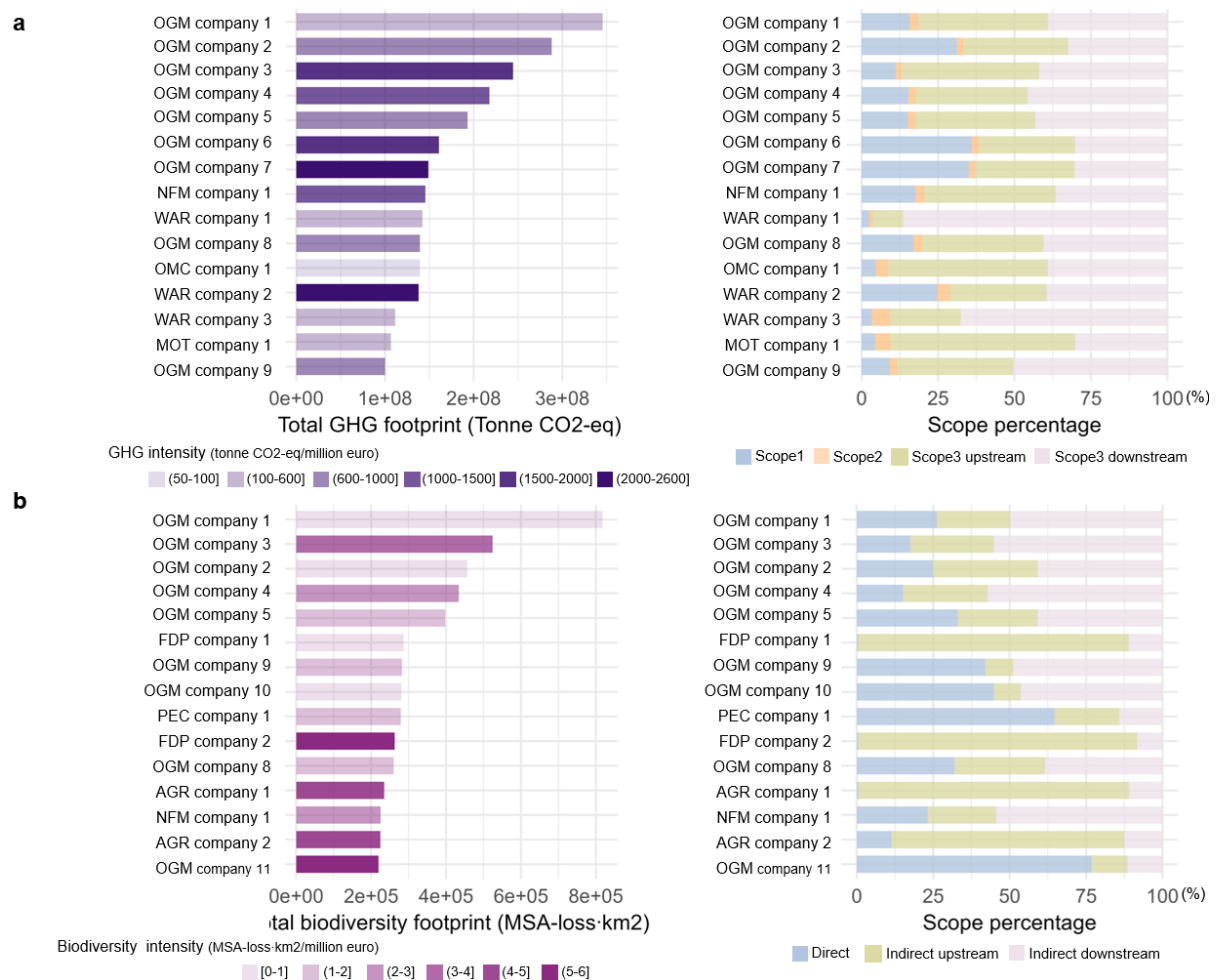 a
OGM company 1
OGM company 2
OGM company 3
OGM company 4
OGM company 5
OGM company 6
OGM company 7
NFM company 1
WAR company 1
OGM company 8
OMC company 1
WAR company 2
WAR company 3
MOT company 1
OGM company 9
0e+00 1e+08 2e+08 3e+08
Total GHG footprint (Tonne CO2-eq)
GHG intensity (tonne CO2-eq/million euro)
(50-100] (100-600] (600-1000] (1000-1500] (1500-2000] (2000-2600]
OGM company 1
OGM company 2
OGM company 3
OGM company 4
OGM company 5
OGM company 6
OGM company 7
NFM company 1
WAR company 1
OGM company 8
OMC company 1
WAR company 2
WAR company 3
MOT company 1
OGM company 9
0 25 50 75 100 (%)
Scope percentage
Scope1 Scope2 Scope3 upstream Scope3 downstream
b
OGM company 1
OGM company 3
OGM company 2
OGM company 4
OGM company 5
FDP company 1
OGM company 9
OGM company 10
PEC company 1
FDP company 2
OGM company 8
AGR company 1
NFM company 1
AGR company 2
OGM company 11
0e+00 2e+05 4e+05 6e+05 8e+05
otal biodiversity footprint (MSA-loss·km2)
Biodiversity intensity (MSA-loss·km2/million euro)
[0-1] (1-2] (2-3] (3-4] (4-5] (5-6]
OGM company 1
OGM company 3
OGM company 2
OGM company 4
OGM company 5
FDP company 1
OGM company 9
OGM company 10
PEC company 1
FDP company 2
OGM company 8
AGR company 1
NFM company 1
AGR company 2
OGM company 11
0 25 50 75 100 (%)
Scope percentage
Direct Indirect upstream Indirect downstream